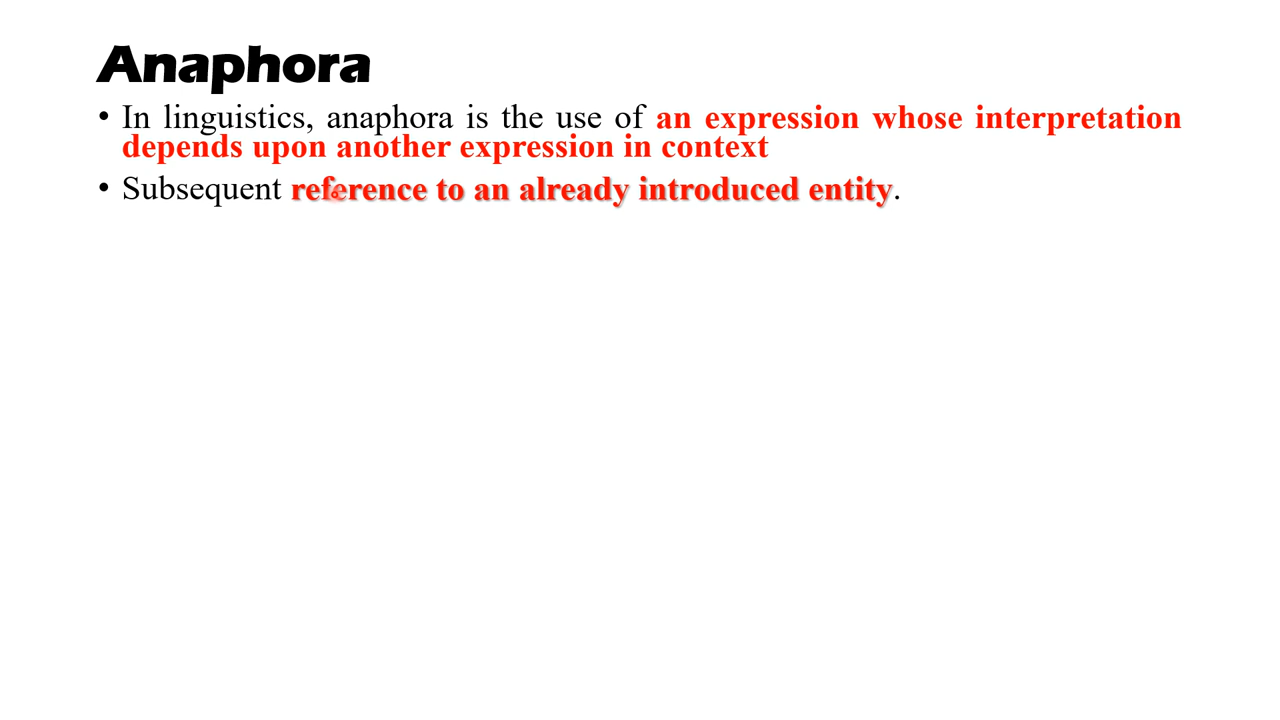 Anaphora
• In linguistics, anaphora is the use of an expression whose interpretation
depends upon another expression in context
• Subsequent reference to an already introduced entity.